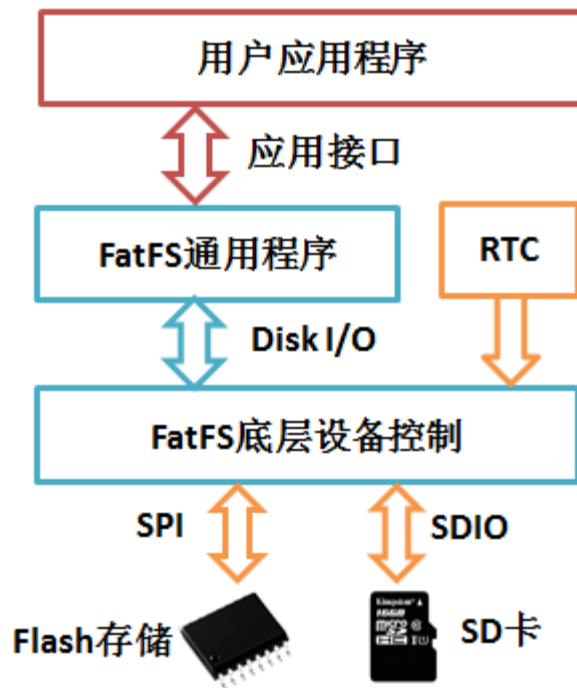 用户应用程序
应用接口
FatFS通用程序
RTC
Disk I/O
FatFS底层设备控制
SPI
SDIO
Flash存储
Kingston
micro
SD卡